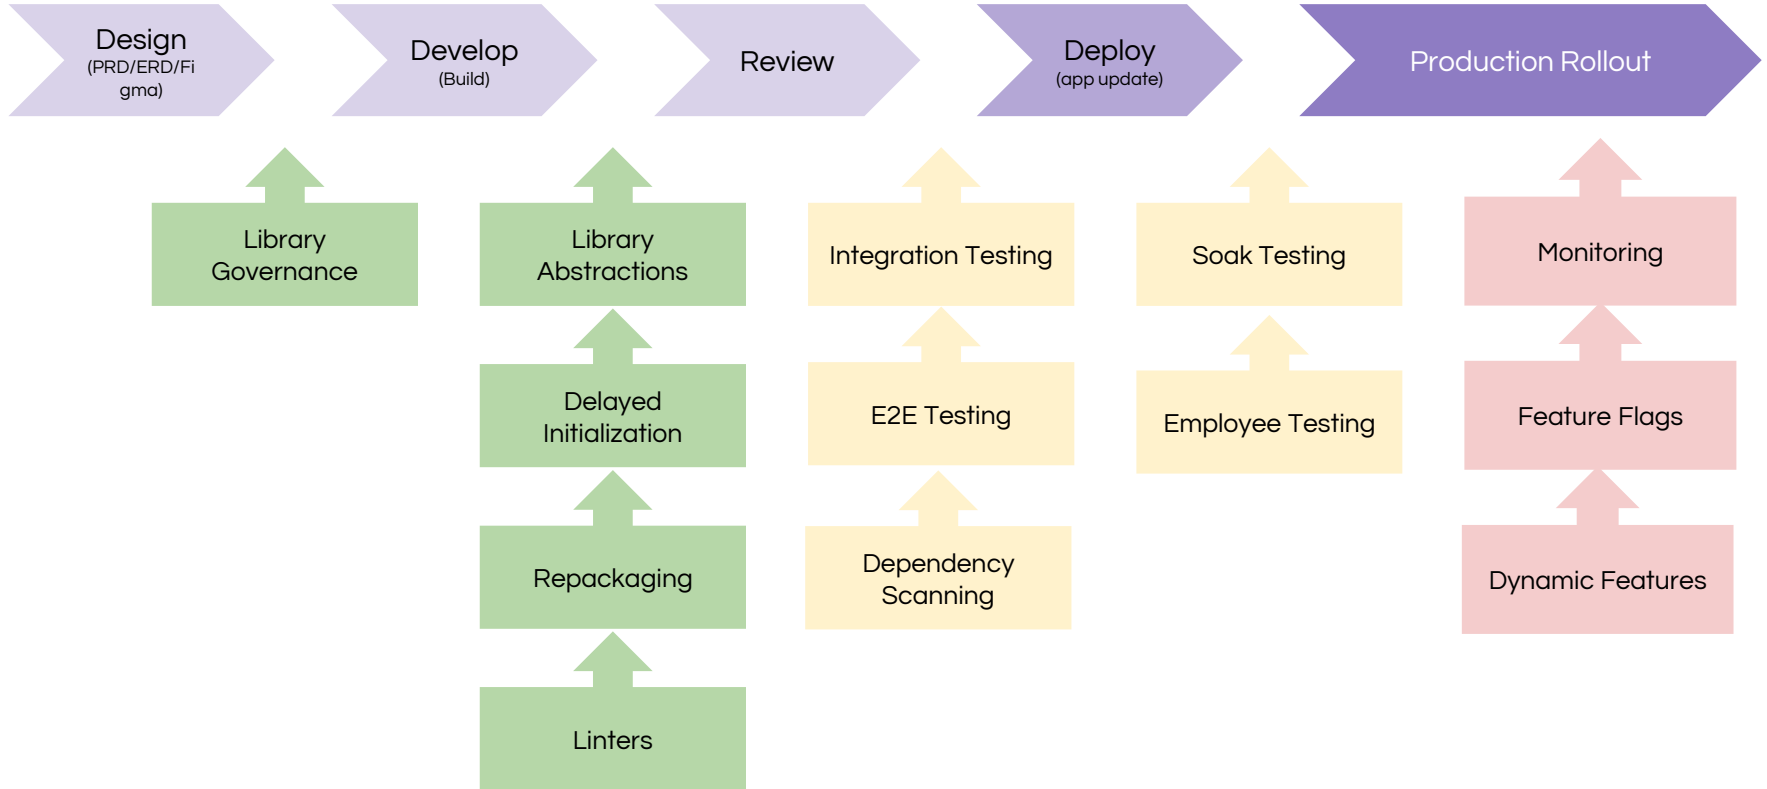 Design
(PRD/ERD/Fi
gma)
Develop
(Build)
Review
Deploy
(app update)
Production Rollout
Library
Governance
Library
Abstractions
Integration Testing
Soak Testing
Monitoring
Delayed
Initialization
E2E Testing
Employee Testing
Feature Flags
Repackaging
Dependency
Scanning
Dynamic Features
Linters